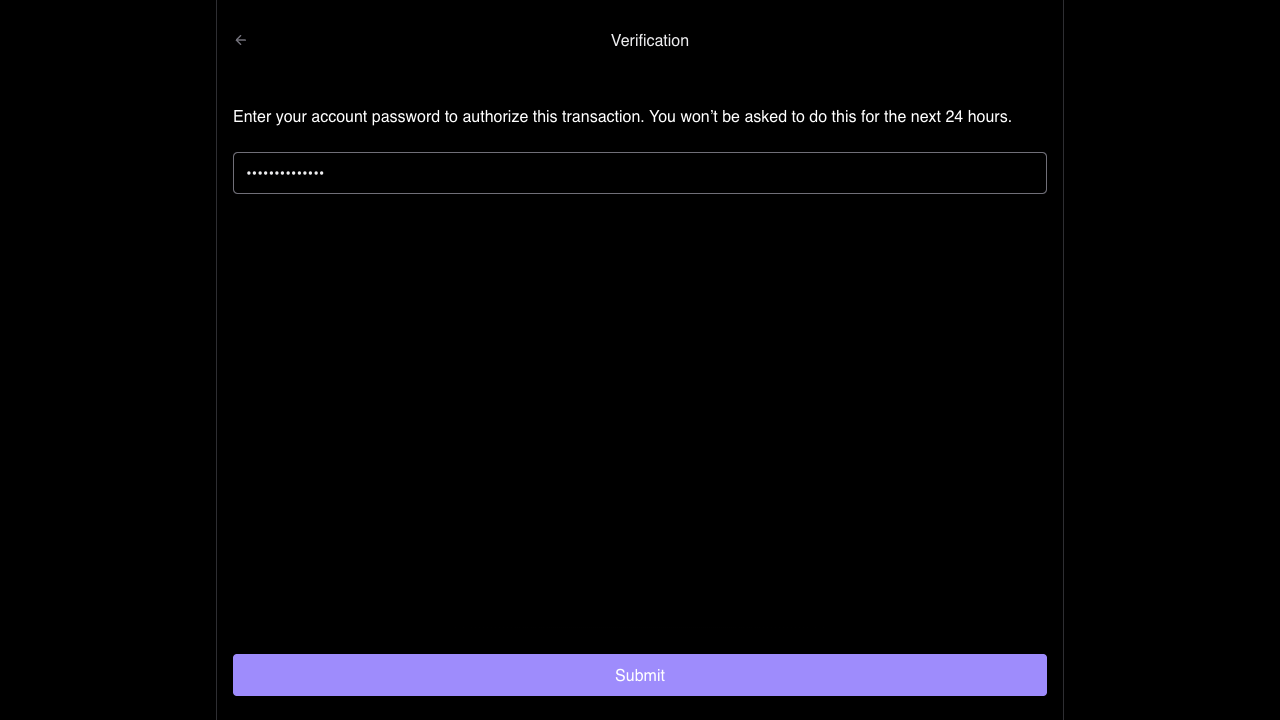 Verification
Enter your account password to authorize this transaction. You won’t be asked to do this for the next 24 hours.
••••••••••••••
Submit